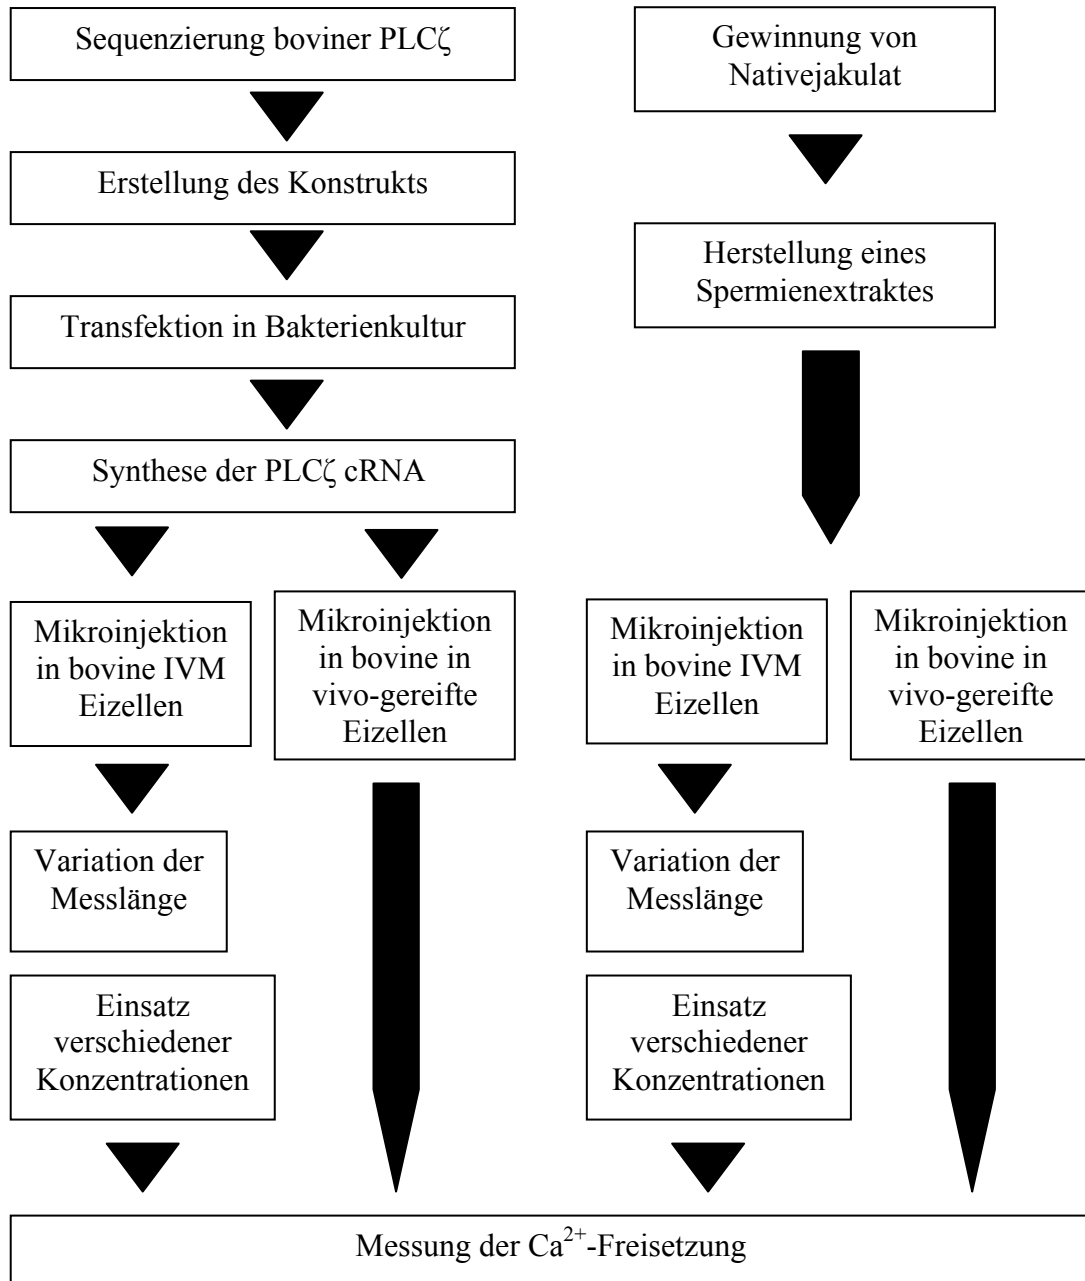 Sequenzierung boviner PLCζ
Erstellung des Konstrukts
Transfektion in Bakterienkultur
Synthese der PLCζ cRNA
Gewinnung von
Nativejakulat
Herstellung eines
Spermienextraktes
Mikroinjektion
in bovine IVM
Eizellen
Mikroinjektion
in bovine in
vivo-gereifte
Eizellen
Mikroinjektion
in bovine IVM
Eizellen
Mikroinjektion
in bovine in
vivo-gereifte
Eizellen
Variation der
Messlänge
Variation der
Messlänge
Einsatz
verschiedener
Konzentrationen
Einsatz
verschiedener
Konzentrationen
Messung der Ca²⁺-Freisetzung